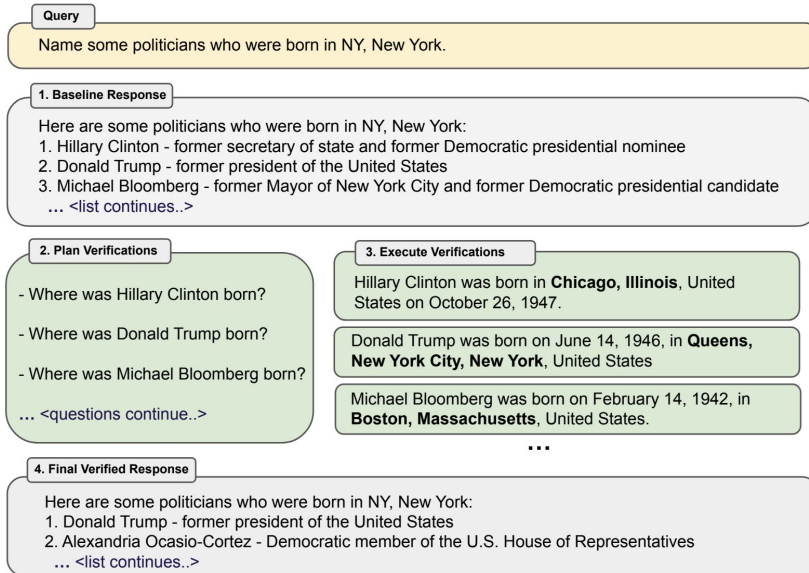 Query
Name some politicians who were born in NY, New York.
1. Baseline Response
Here are some politicians who were born in NY, New York:
1. Hillary Clinton - former secretary of state and former Democratic presidential nominee
2. Donald Trump - former president of the United States
3. Michael Bloomberg - former Mayor of New York City and former Democratic presidential candidate
... <list continues..>
2. Plan Verifications
- Where was Hillary Clinton born?
- Where was Donald Trump born?
- Where was Michael Bloomberg born?
... <questions continue..>
3. Execute Verifications
Hillary Clinton was born in Chicago, Illinois, United
States on October 26, 1947.
Donald Trump was born on June 14, 1946, in Queens,
New York City, New York, United States
Michael Bloomberg was born on February 14, 1942, in
Boston, Massachusetts, United States.
...
4. Final Verified Response
Here are some politicians who were born in NY, New York:
1. Donald Trump - former president of the United States
2. Alexandria Ocasio-Cortez - Democratic member of the U.S. House of Representatives
... <list continues..>